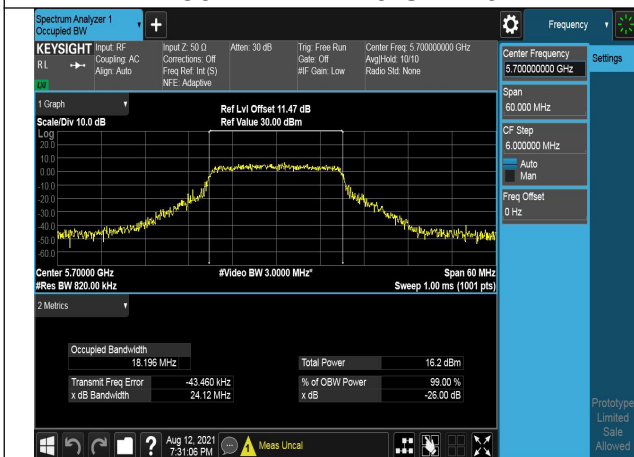 Spectrum Analyzer 1
Occupied BW
+
Frequency
KEYSIGHT
RL
LXI
Input: RF
Coupling: AC
Align: Auto
Input Z: 50 Ω
Corrections: Off
Freq Ref: Int (S)
NFE: Adaptive
Atten: 30 dB
Trig: Free Run
Gate: Off
#IF Gain: Low
Center Freq: 5.700000000 GHz
Avg|Hold: 10/10
Radio Std: None
Center Frequency
5.700000000 GHz
Settings
Span
60.000 MHz
CF Step
6.000000 MHz
Auto
Man
Freq Offset
0 Hz
1 Graph
Scale/Div 10.0 dB
Ref Lvl Offset 11.47 dB
Ref Value 30.00 dBm
Log
20.0
10.0
0.00
-10.0
-20.0
-30.0
-40.0
-50.0
-60.0
Center 5.70000 GHz
#Res BW 820.00 kHz
#Video BW 3.0000 MHz*
Span 60 MHz
Sweep 1.00 ms (1001 pts)
2 Metrics
Occupied Bandwidth
18.196 MHz
Total Power 16.2 dBm
Transmit Freq Error -43.460 kHz
% of OBW Power 99.00 %
x dB Bandwidth 24.12 MHz
x dB -26.00 dB
Prototype
Limited
Sale
Allowed
?
Aug 12, 2021
7:31:06 PM
Meas Uncal